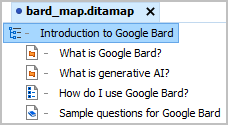 bard_map.ditamap ×
– Introduction to Google Bard
– What is Google Bard?
– What is generative AI?
– How do I use Google Bard?
– Sample questions for Google Bard